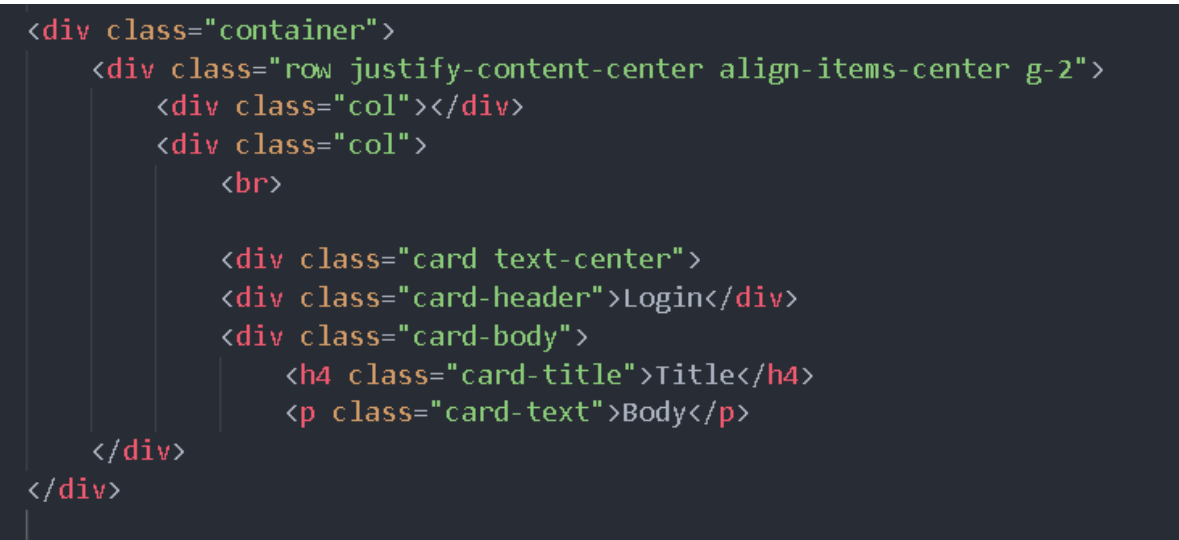 <div class="container">
<div class="row justify-content-center align-items-center g-2">
<div class="col"></div>
<div class="col">
<br>
<div class="card text-center">
<div class="card-header">Login</div>
<div class="card-body">
<h4 class="card-title">Title</h4>
<p class="card-text">Body</p>
</div>
</div>